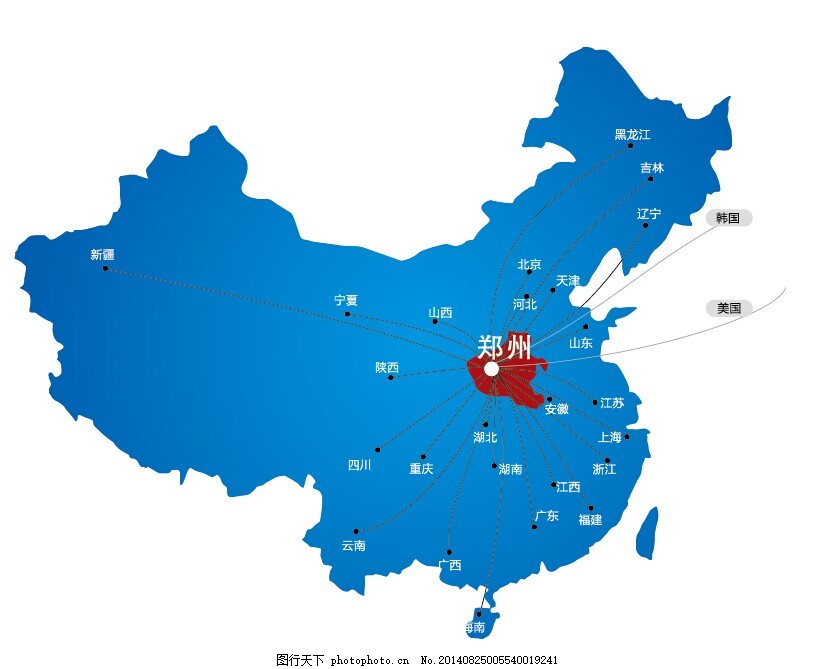 黑龙江
吉林
辽宁
韩国
新疆
北京
天津
宁夏
河北
山西
美国
山东
郑州
陕西
江苏
安徽
湖北
上海
四川
重庆
湖南
浙江
江西
广东
福建
云南
广西
海南
图行天下 photophoto.cn No.20140825005540019241